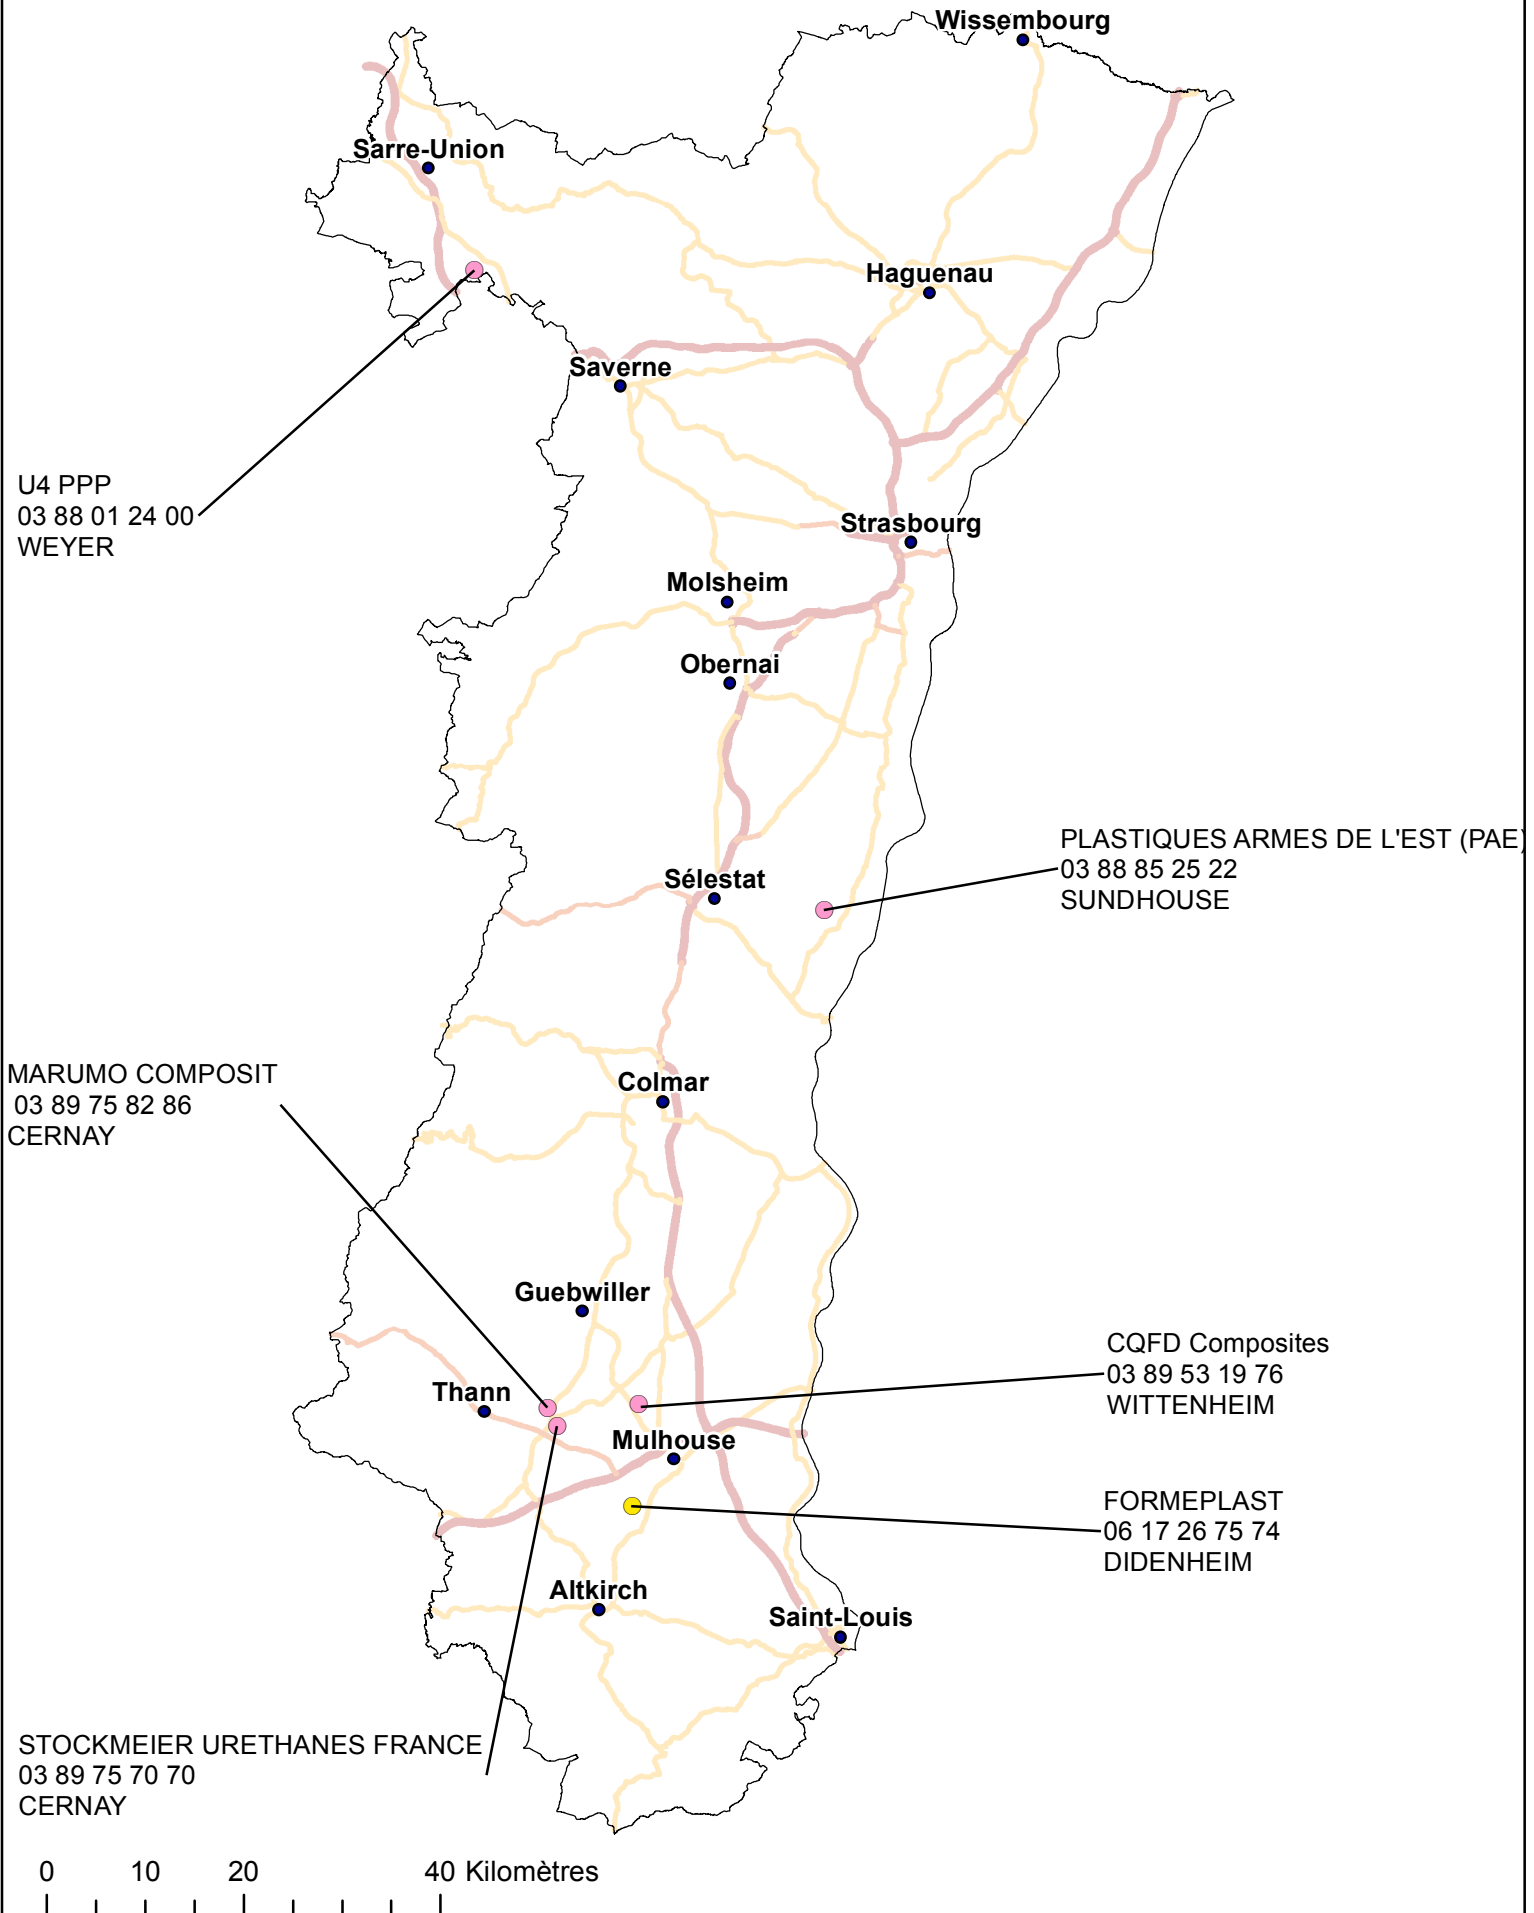 Wissembourg
Sarre-Union
Haguenau
Saverne
U4 PPP
03 88 01 24 00
WEYER
Strasbourg
Molsheim
Obernai
PLASTIQUES ARMES DE L'EST (PAE)
03 88 85 25 22
SUNDHOUSE
Sélestat
MARUMO COMPOSIT
03 89 75 82 86
CERNAY
Colmar
Guebwiller
CQFD Composites
03 89 53 19 76
WITTENHEIM
Thann
Mulhouse
FORMEPLAST
06 17 26 75 74
DIDENHEIM
Altkirch
Saint-Louis
STOCKMEIER URETHANES FRANCE
03 89 75 70 70
CERNAY
0 10 20 40 Kilomètres